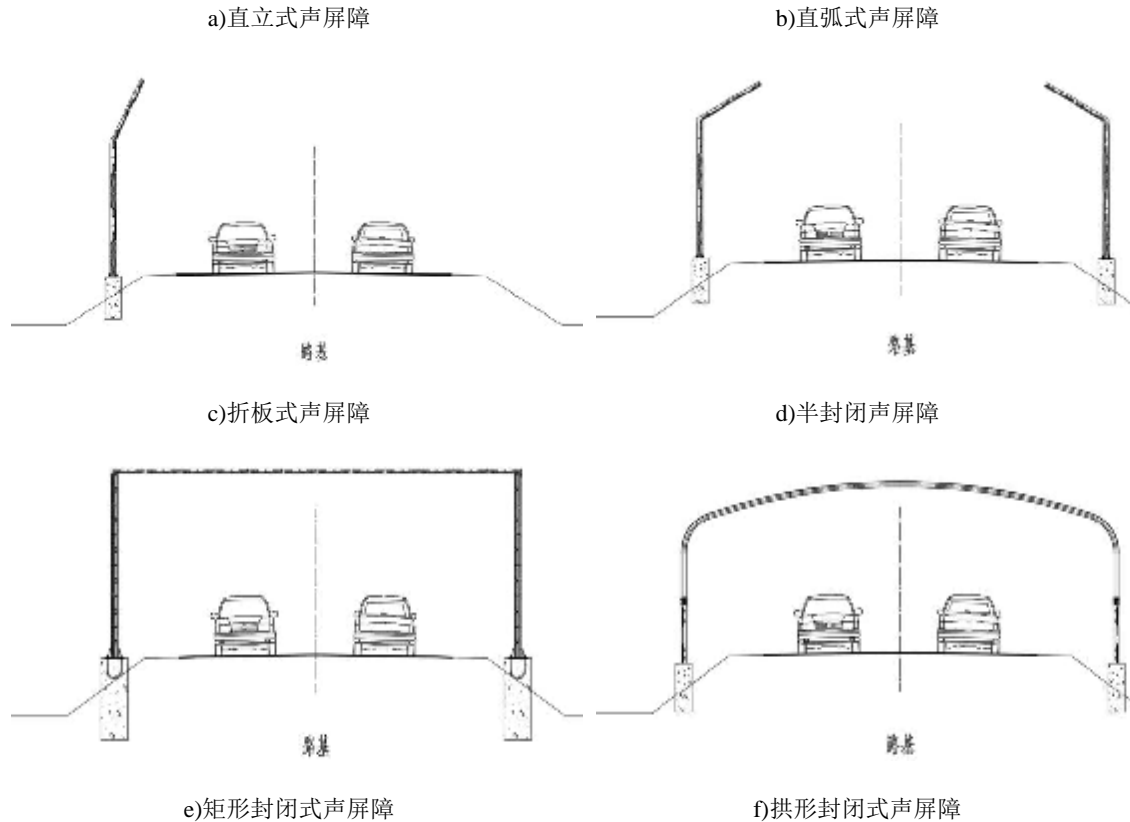 a)直立式声屏障
b)直弧式声屏障
路基
路基
c)折板式声屏障
d)半封闭声屏障
路基
路基
e)矩形封闭式声屏障
f)拱形封闭式声屏障